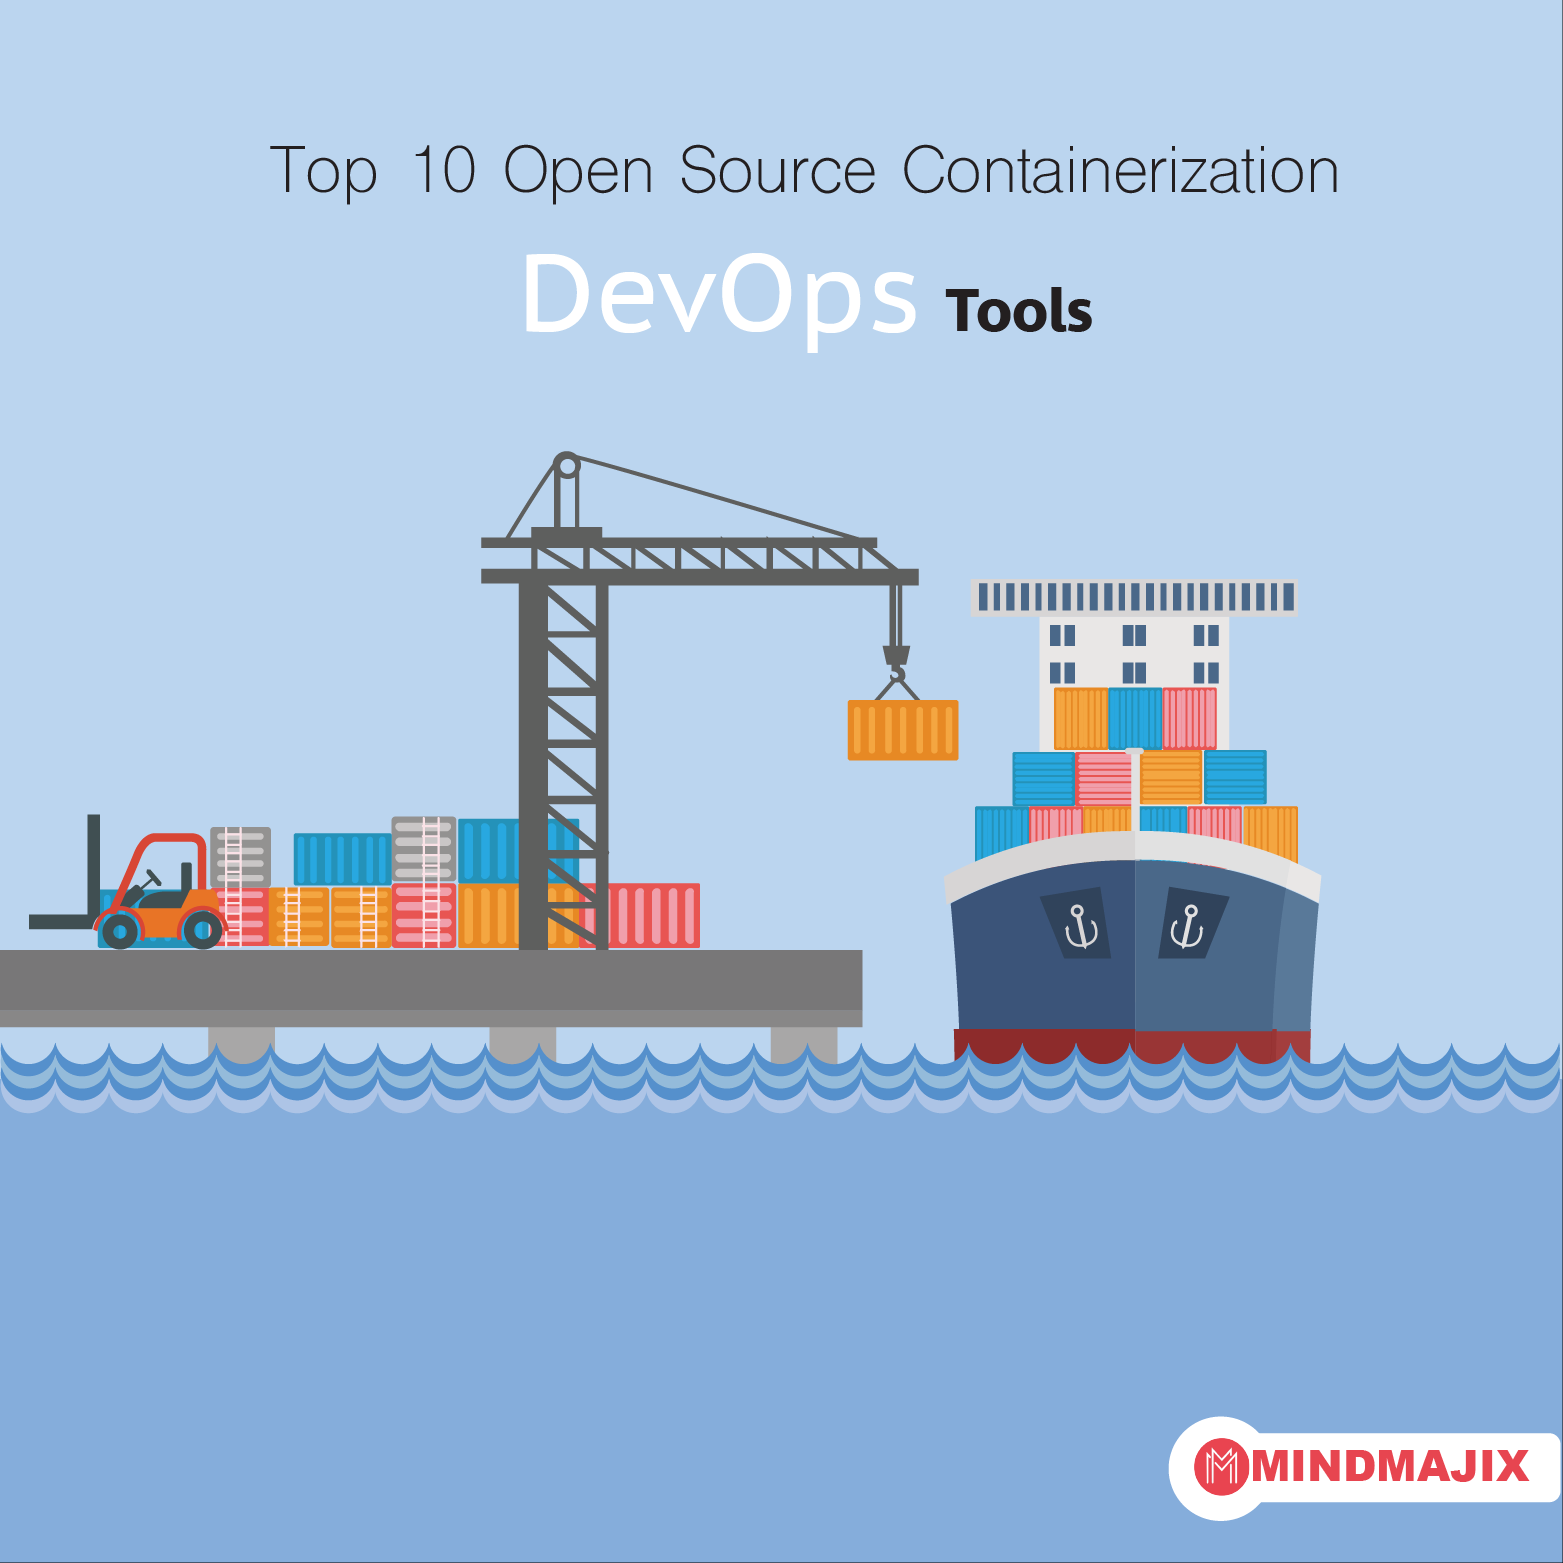 Top 10 Open Source Containerization
DevOps Tools
MINDMAJIX